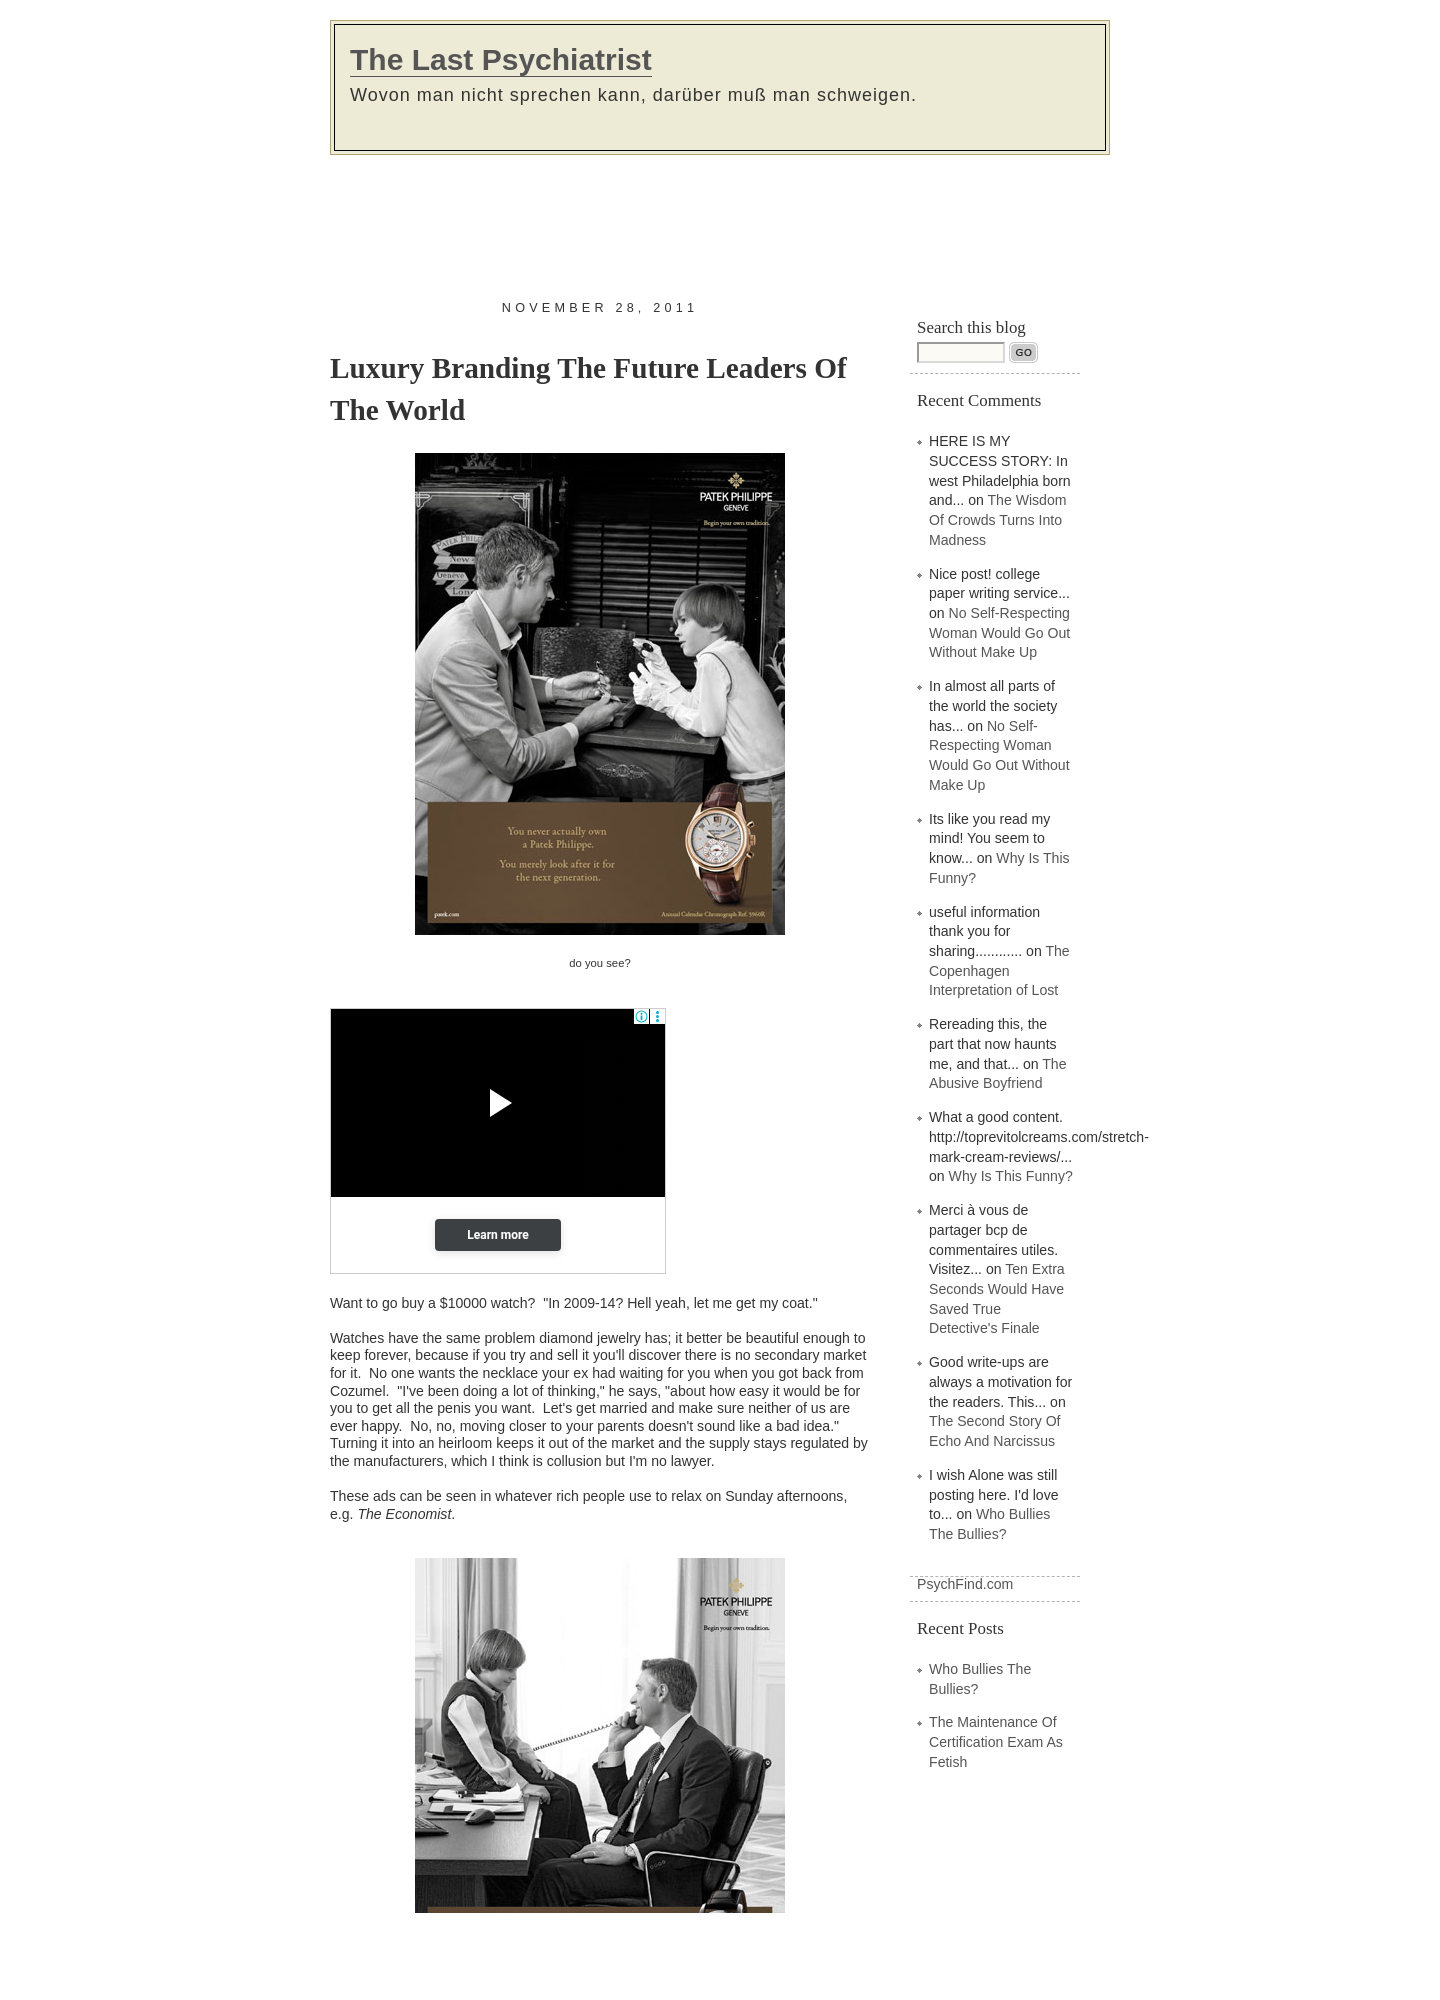 The Last Psychiatrist
Wovon man nicht sprechen kann, darüber muß man schweigen.
NOVEMBER 28, 2011
Luxury Branding The Future Leaders Of
The World
PATEK PHILIPPE
GENEVE
Begin your own tradition.
You never actually own
a Patek Philippe.
You merely look after it for
the next generation.
patek.com
Annual Calendar Chronograph Ref. 5960R
do you see?
Learn more
Want to go buy a $10000 watch?  "In 2009-14? Hell yeah, let me get my coat."
Watches have the same problem diamond jewelry has; it better be beautiful enough to
keep forever, because if you try and sell it you'll discover there is no secondary market
for it.  No one wants the necklace your ex had waiting for you when you got back from
Cozumel.  "I've been doing a lot of thinking," he says, "about how easy it would be for
you to get all the penis you want.  Let's get married and make sure neither of us are
ever happy.  No, no, moving closer to your parents doesn't sound like a bad idea."
Turning it into an heirloom keeps it out of the market and the supply stays regulated by
the manufacturers, which I think is collusion but I'm no lawyer.
These ads can be seen in whatever rich people use to relax on Sunday afternoons,
e.g. The Economist.
PATEK PHILIPPE
GENEVE
Begin your own tradition.
Search this blog
GO
Recent Comments
HERE IS MY
SUCCESS STORY: In
west Philadelphia born
and... on The Wisdom
Of Crowds Turns Into
Madness
Nice post! college
paper writing service...
on No Self-Respecting
Woman Would Go Out
Without Make Up
In almost all parts of
the world the society
has... on No Self-
Respecting Woman
Would Go Out Without
Make Up
Its like you read my
mind! You seem to
know... on Why Is This
Funny?
useful information
thank you for
sharing............ on The
Copenhagen
Interpretation of Lost
Rereading this, the
part that now haunts
me, and that... on The
Abusive Boyfriend
What a good content.
http://toprevitolcreams.com/stretch-
mark-cream-reviews/...
on Why Is This Funny?
Merci à vous de
partager bcp de
commentaires utiles.
Visitez... on Ten Extra
Seconds Would Have
Saved True
Detective's Finale
Good write-ups are
always a motivation for
the readers. This... on
The Second Story Of
Echo And Narcissus
I wish Alone was still
posting here. I'd love
to... on Who Bullies
The Bullies?
PsychFind.com
Recent Posts
Who Bullies The
Bullies?
The Maintenance Of
Certification Exam As
Fetish